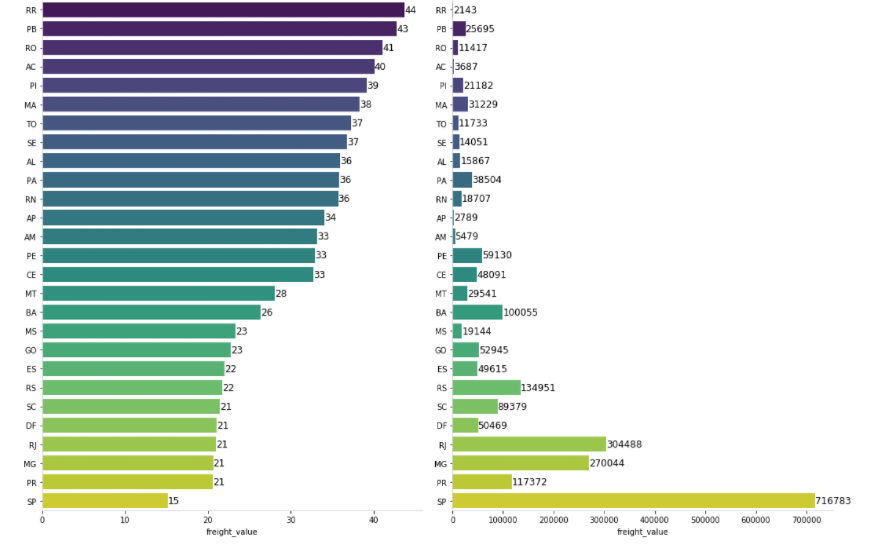 RR 44
PB 43
RO 41
AC 40
PI 39
MA 38
TO 37
SE 37
AL 36
PA 36
RN 36
AP 34
AM 33
PE 33
CE 33
MT 28
BA 26
MS 23
GO 23
ES 22
RS 22
SC 21
DF 21
RJ 21
MG 21
PR 21
SP 15
0 10 20 30 40
freight_value
RR 2143
PB 25695
RO 11417
AC 3687
PI 21182
MA 31229
TO 11733
SE 14051
AL 15867
PA 38504
RN 18707
AP 2789
AM 5479
PE 59130
CE 48091
MT 29541
BA 100055
MS 19144
GO 52945
ES 49615
RS 134951
SC 89379
DF 50469
RJ 304488
MG 270044
PR 117372
SP 716783
0 100000 200000 300000 400000 500000 600000 700000
freight_value